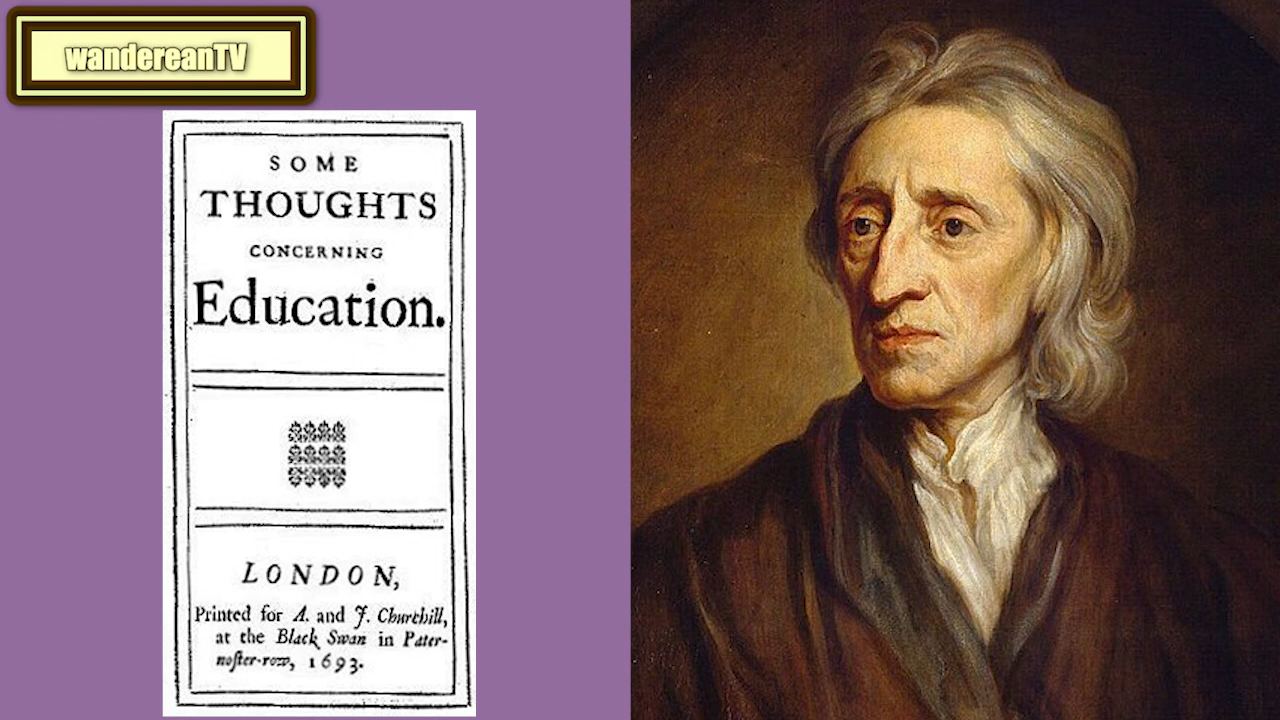 wandereanTV
SOME
THOUGHTS
CONCERNING
Education.
LONDON,
Printed for A. and J. Churchill,
at the Black Swan in Pater-
noſter-row, 1693.